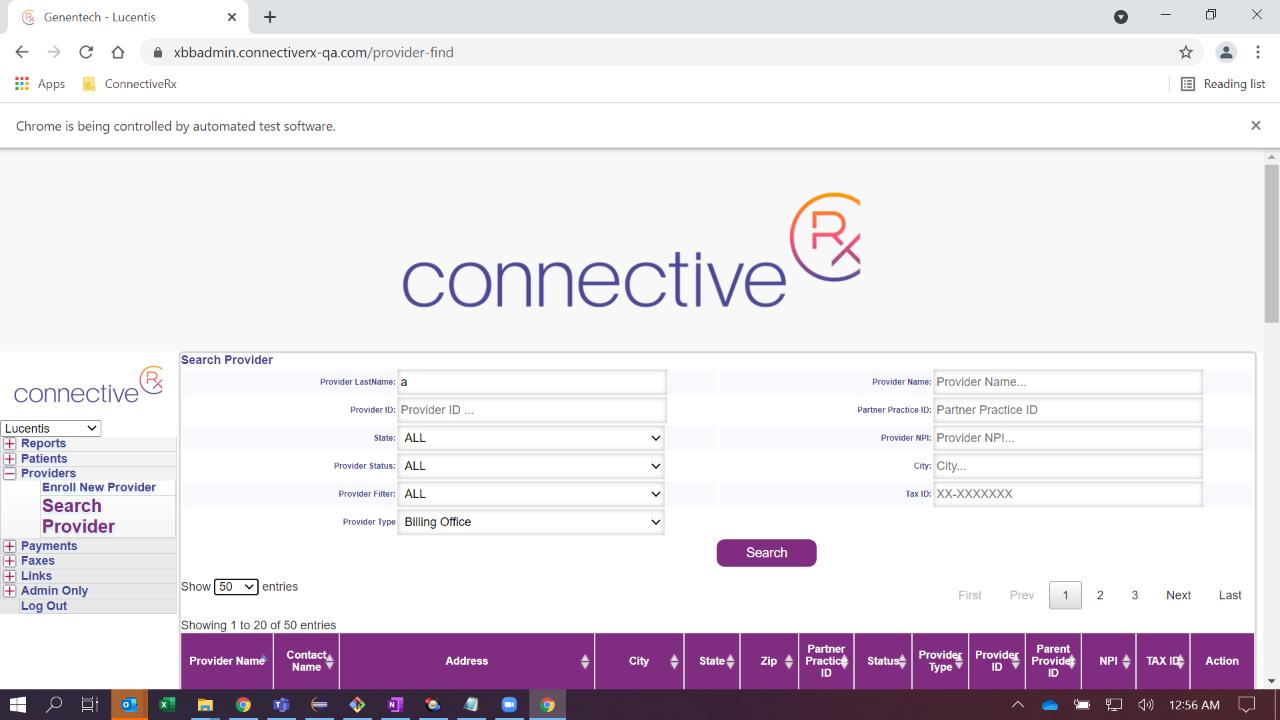 Genentech - Lucentis
xbbadmin.connectiverx-qa.com/provider-find
Apps
ConnectiveRx
Reading list
Chrome is being controlled by automated test software.
connective Rx
connective Rx
Lucentis
Reports
Patients
Providers
Enroll New Provider
Search
Provider
Payments
Faxes
Links
Admin Only
Log Out
Search Provider
Provider LastName: a
Provider Name: Provider Name...
Provider ID: Provider ID ...
Partner Practice ID: Partner Practice ID
State: ALL
Provider NPI: Provider NPI...
Provider Status: ALL
City: City...
Provider Filter: ALL
Tax ID: XX-XXXXXXX
Provider Type Billing Office
Search
Show 50 entries
First Prev 1 2 3 Next Last
Showing 1 to 20 of 50 entries
Provider Name
Contact
Name
Address
City
State
Zip
Partner
Practice
ID
Status
Provider
Type
Provider
ID
Parent
Provider
ID
NPI
TAX ID
Action
12:56 AM